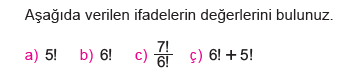 Aşağıda verilen ifadelerin değerlerini bulunuz.
a) 5! b) 6! c) 7!/6! ç) 6! + 5!